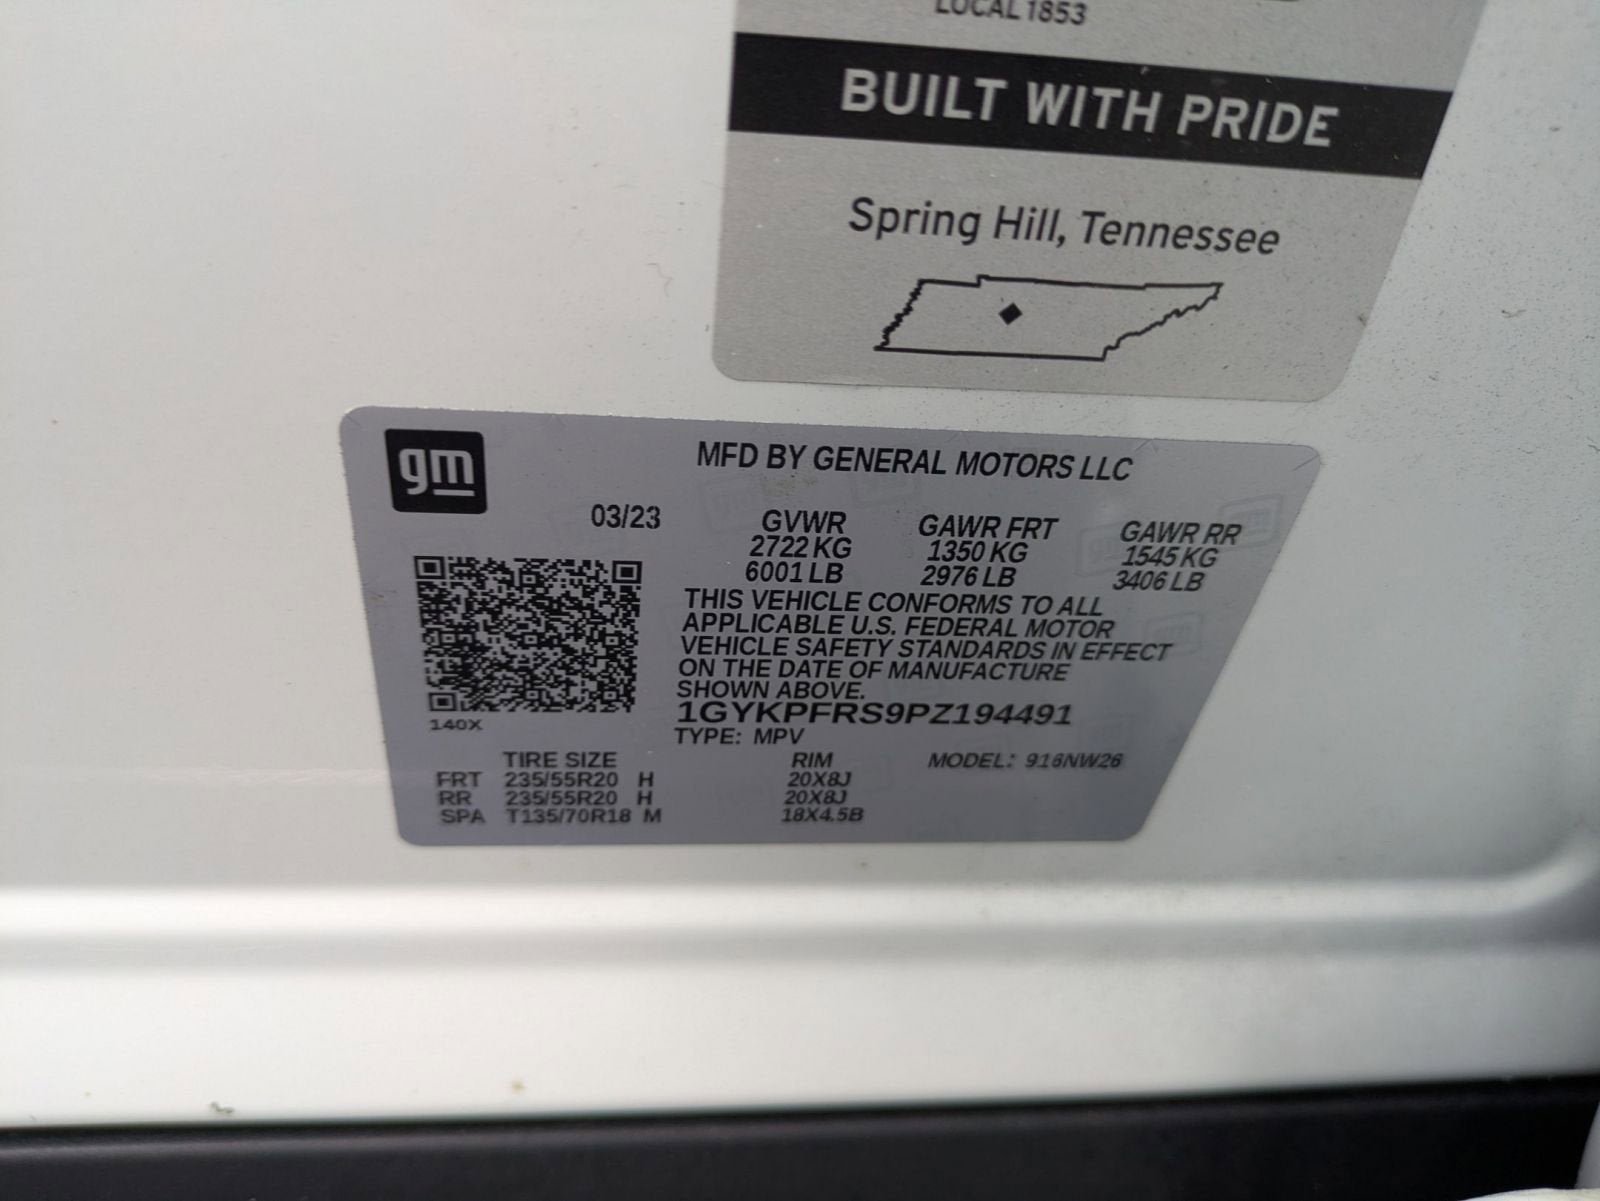 LOCAL 1853
BUILT WITH PRIDE
Spring Hill, Tennessee
gm
MFD BY GENERAL MOTORS LLC
03/23 GVWR GAWR FRT GAWR RR
2722 KG 1350 KG 1545 KG
6001 LB 2976 LB 3406 LB
THIS VEHICLE CONFORMS TO ALL
APPLICABLE U.S. FEDERAL MOTOR
VEHICLE SAFETY STANDARDS IN EFFECT
ON THE DATE OF MANUFACTURE
SHOWN ABOVE.
1GYKPFRS9PZ194491
140X
TYPE: MPV
TIRE SIZE RIM MODEL: 916NW26
FRT 235/55R20 H 20X8J
RR 235/55R20 H 20X8J
SPA T135/70R18 M 18X4.5B